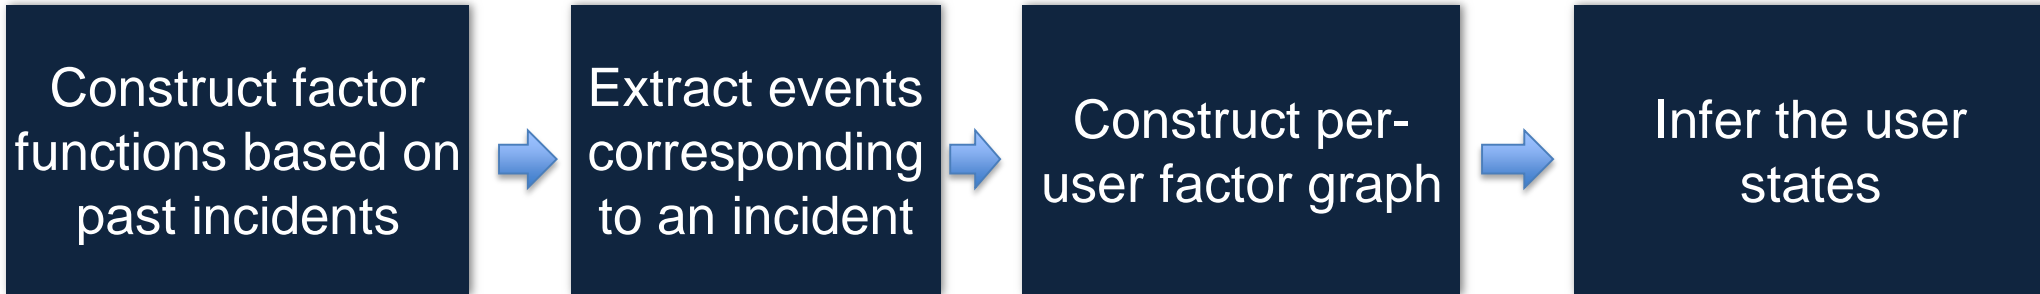 Construct factor
functions based on
past incidents
Extract events
corresponding
to an incident
Construct per-
user factor graph
Infer the user
states